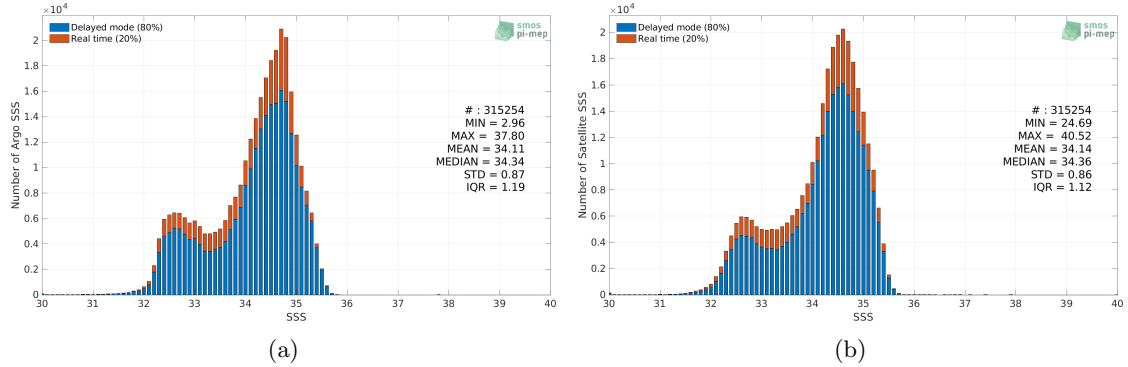 ×10⁴
Delayed mode (80%)
Real time (20%)
smos
pi-mep
2
1.8
1.6
1.4
1.2
1
0.8
0.6
0.4
0.2
0
Number of Argo SSS
# : 315254
MIN = 2.96
MAX = 37.80
MEAN = 34.11
MEDIAN = 34.34
STD = 0.87
IQR = 1.19
30 31 32 33 34 35 36 37 38 39 40
SSS
(a)
×10⁴
Delayed mode (80%)
Real time (20%)
smos
pi-mep
2
1.8
1.6
1.4
1.2
1
0.8
0.6
0.4
0.2
0
Number of Satellite SSS
# : 315254
MIN = 24.69
MAX = 40.52
MEAN = 34.14
MEDIAN = 34.36
STD = 0.86
IQR = 1.12
30 31 32 33 34 35 36 37 38 39 40
SSS
(b)